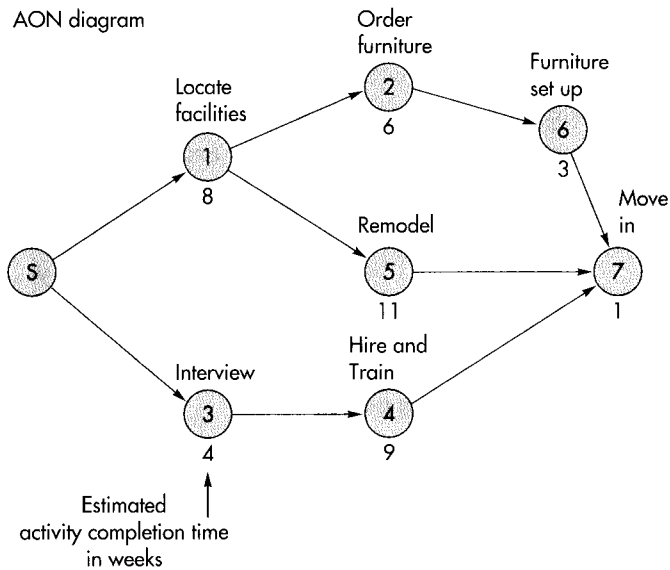 AON diagram
Order
furniture
2
6
Furniture
set up
6
3
Locate
facilities
1
8
Move
in
7
1
Remodel
5
11
S
Hire and
Train
4
9
Interview
3
4
Estimated
activity completion time
in weeks